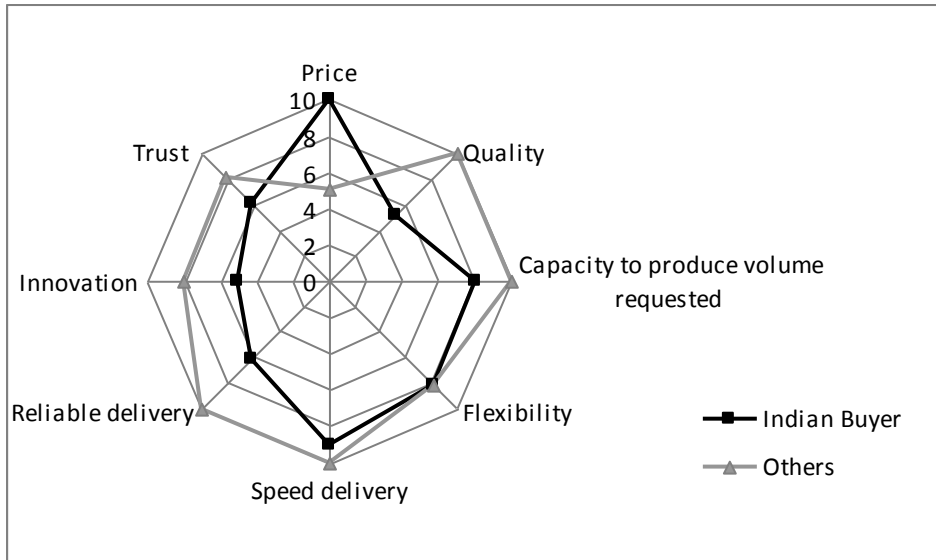 Price
10
8
6
4
2
0
Quality
Capacity to produce volume
requested
Flexibility
Speed delivery
Reliable delivery
Innovation
Trust
Indian Buyer
Others